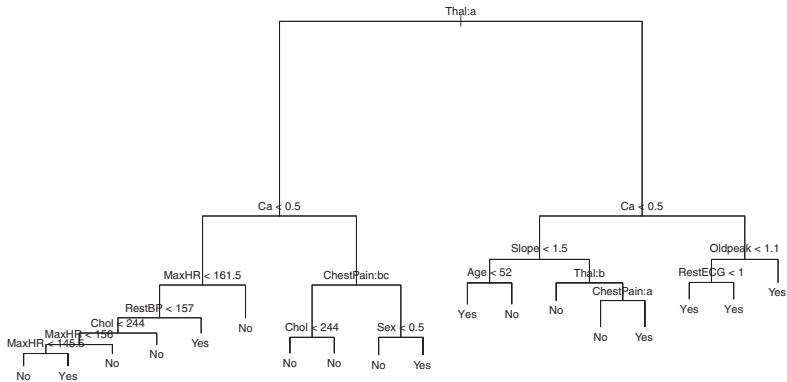 Thal:a
Ca < 0.5
Ca < 0.5
Slope < 1.5
Oldpeak < 1.1
MaxHR < 161.5
ChestPain:bc
Age < 52
Thal:b
RestECG < 1
ChestPain:a
Yes
RestBP < 157
Yes
No
No
Yes
Yes
Chol < 244
MaxHR < 156
MaxHR < 145.5
No
Chol < 244
Sex < 0.5
No
Yes
Yes
No
No
No
No
No
Yes
No
Yes